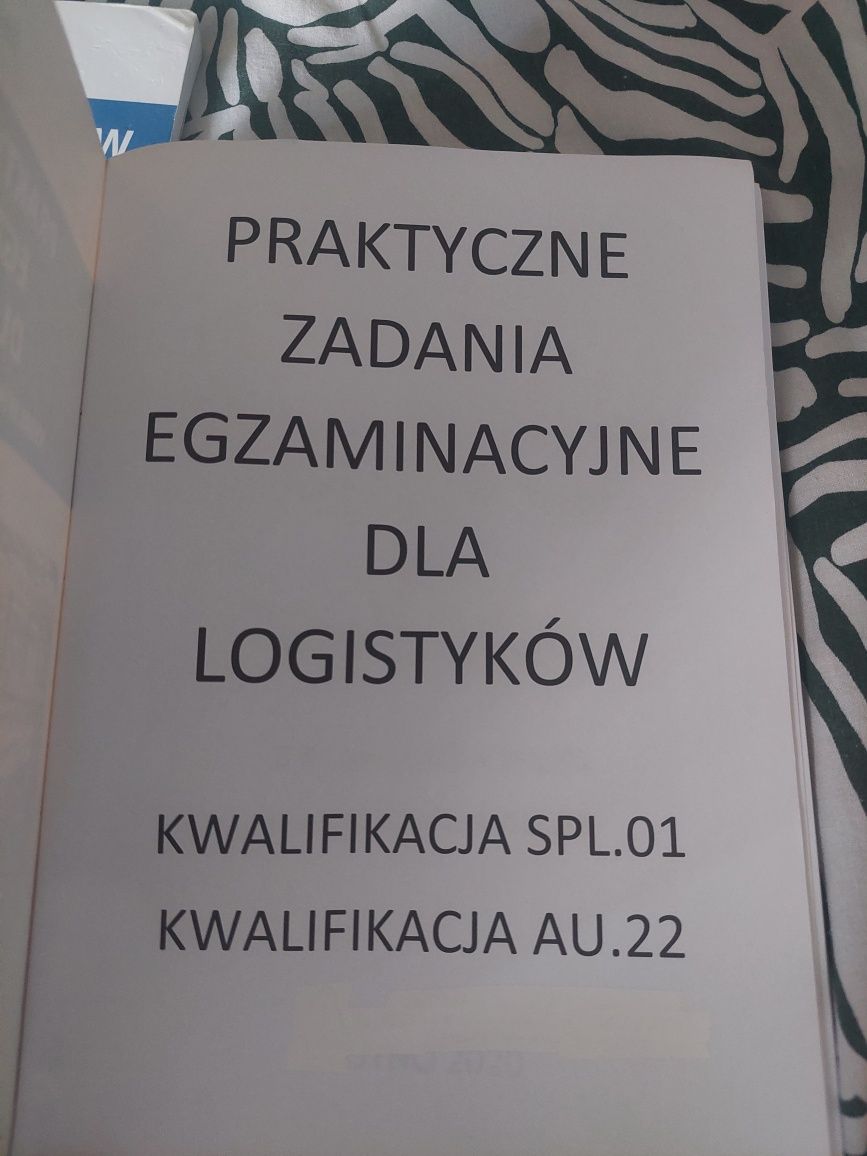 W
PRAKTYCZNE
ZADANIA
EGZAMINACYJNE
DLA
LOGISTYKÓW
KWALIFIKACJA SPL.01
KWALIFIKACJA AU.22